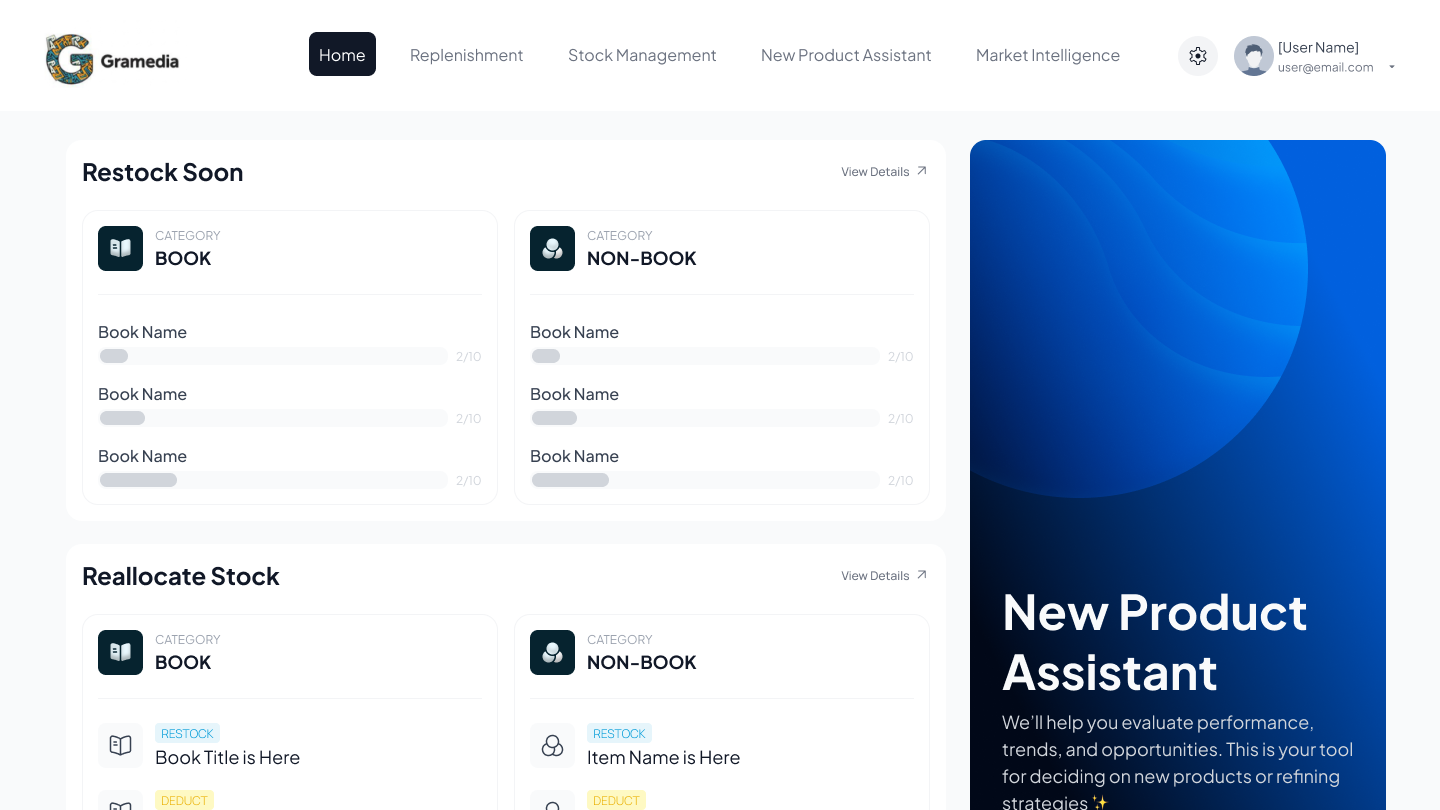 Gramedia
Home
Replenishment
Stock Management
New Product Assistant
Market Intelligence
[User Name]
user@email.com
Restock Soon
View Details
CATEGORY
BOOK
Book Name
2/10
Book Name
2/10
Book Name
2/10
CATEGORY
NON-BOOK
Book Name
2/10
Book Name
2/10
Book Name
2/10
Reallocate Stock
View Details
CATEGORY
BOOK
RESTOCK
Book Title is Here
DEDUCT
CATEGORY
NON-BOOK
RESTOCK
Item Name is Here
DEDUCT
New Product
Assistant
We’ll help you evaluate performance,
trends, and opportunities. This is your tool
for deciding on new products or refining
strategies ✨